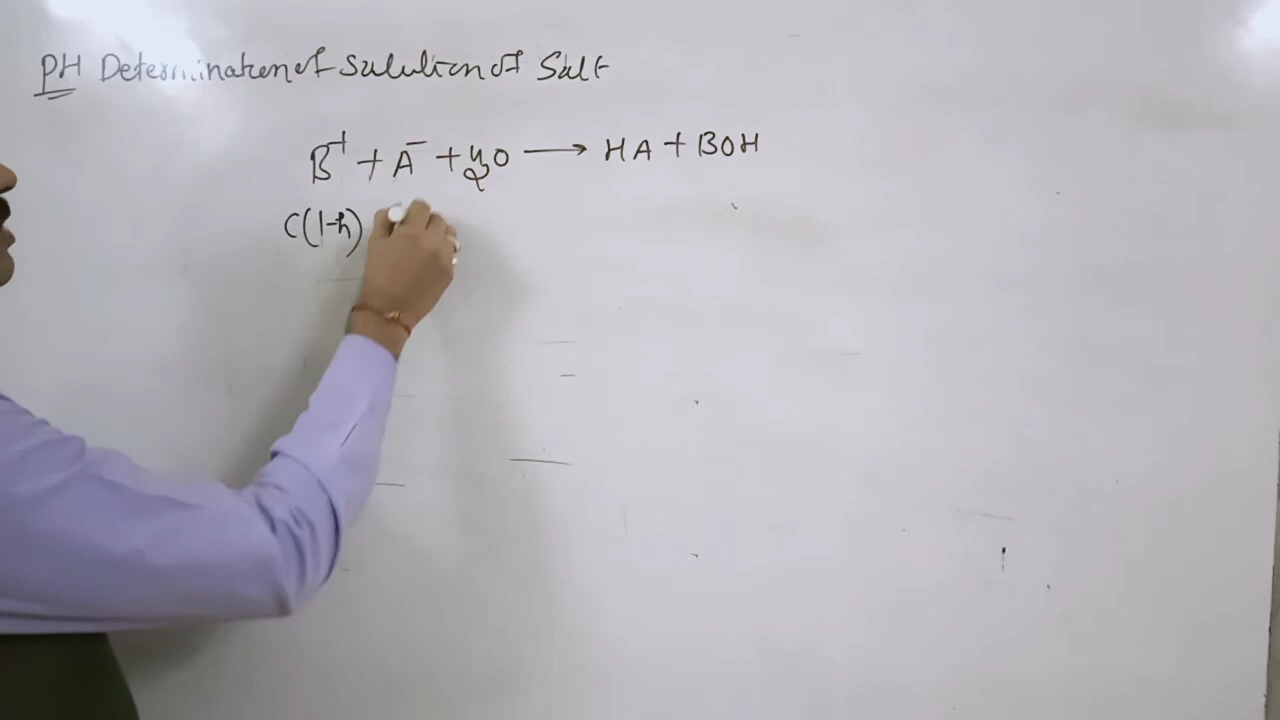 PH Determination of Solution of Salt
B⁺ + A⁻ + H₂O ⟶ HA + BOH
C(1-h)